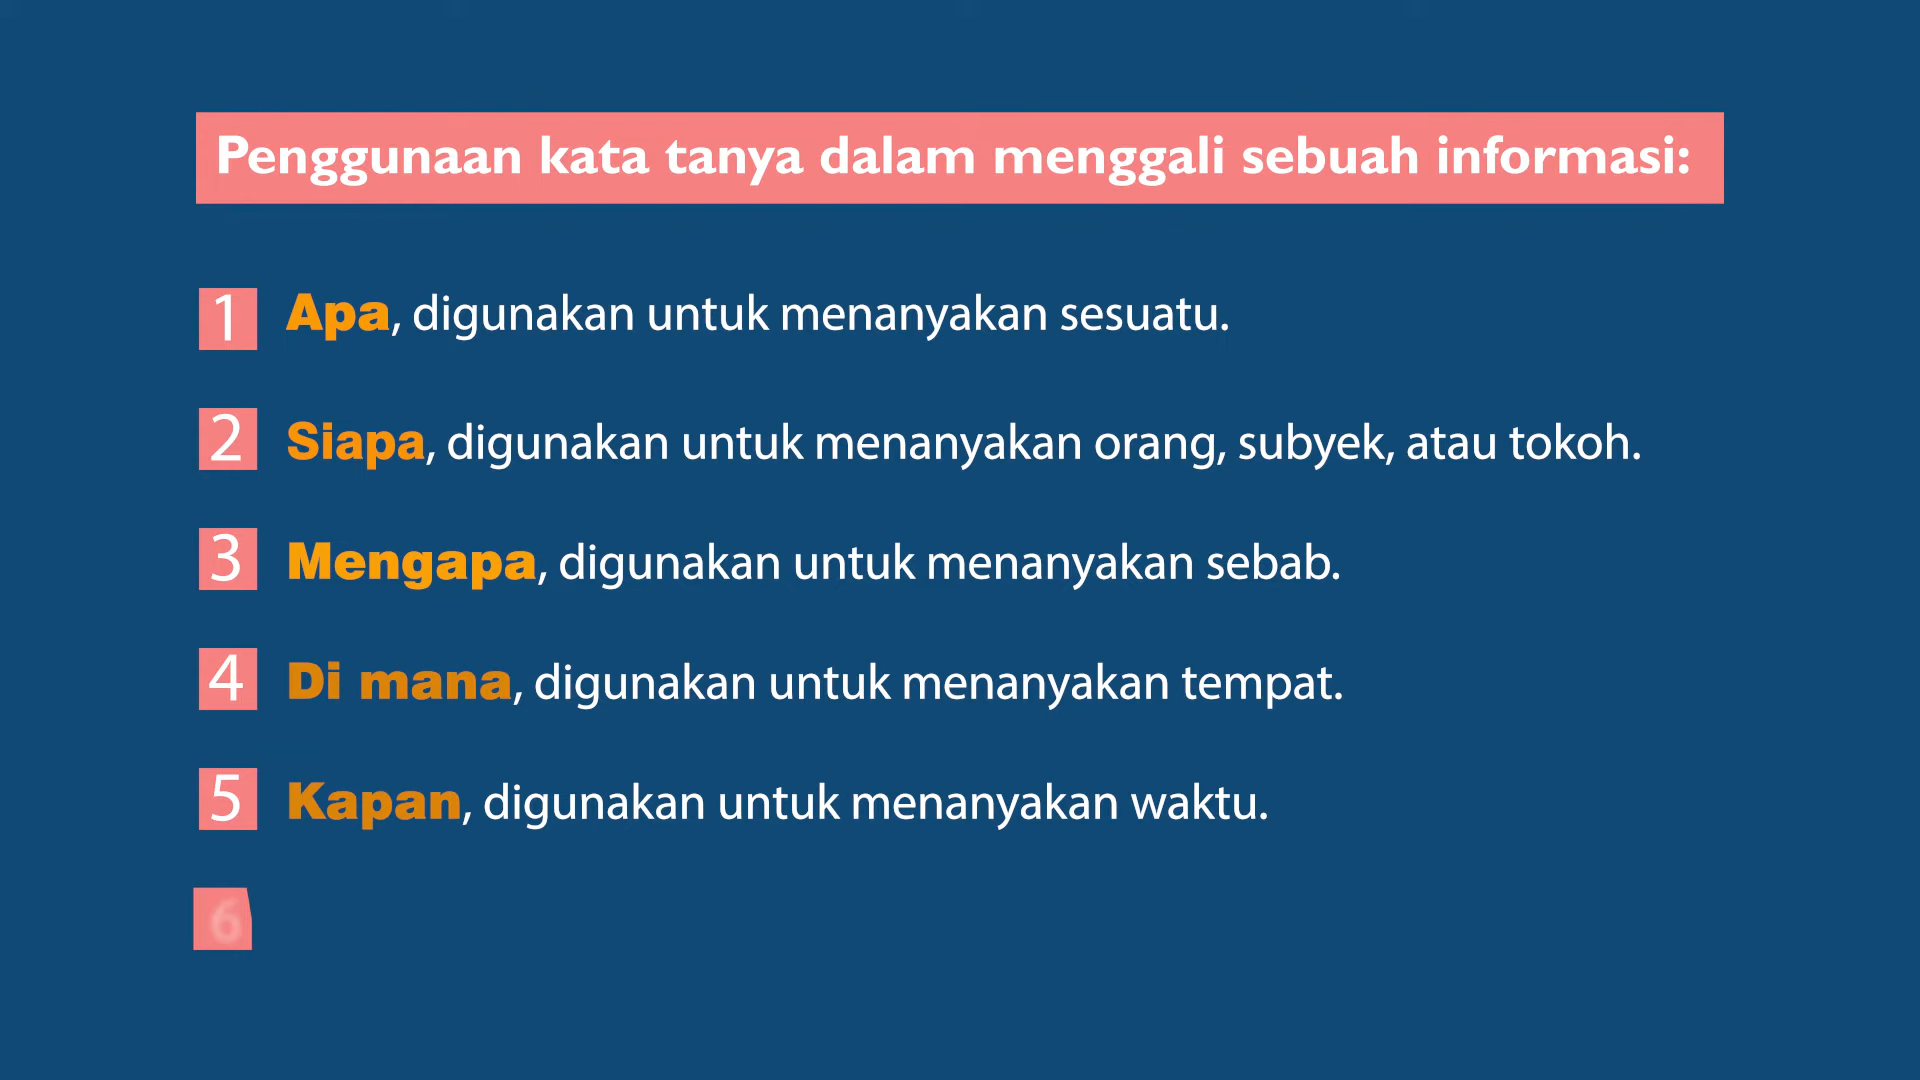 Penggunaan kata tanya dalam menggali sebuah informasi:
1 Apa, digunakan untuk menanyakan sesuatu.
2 Siapa, digunakan untuk menanyakan orang, subyek, atau tokoh.
3 Mengapa, digunakan untuk menanyakan sebab.
4 Di mana, digunakan untuk menanyakan tempat.
5 Kapan, digunakan untuk menanyakan waktu.
6